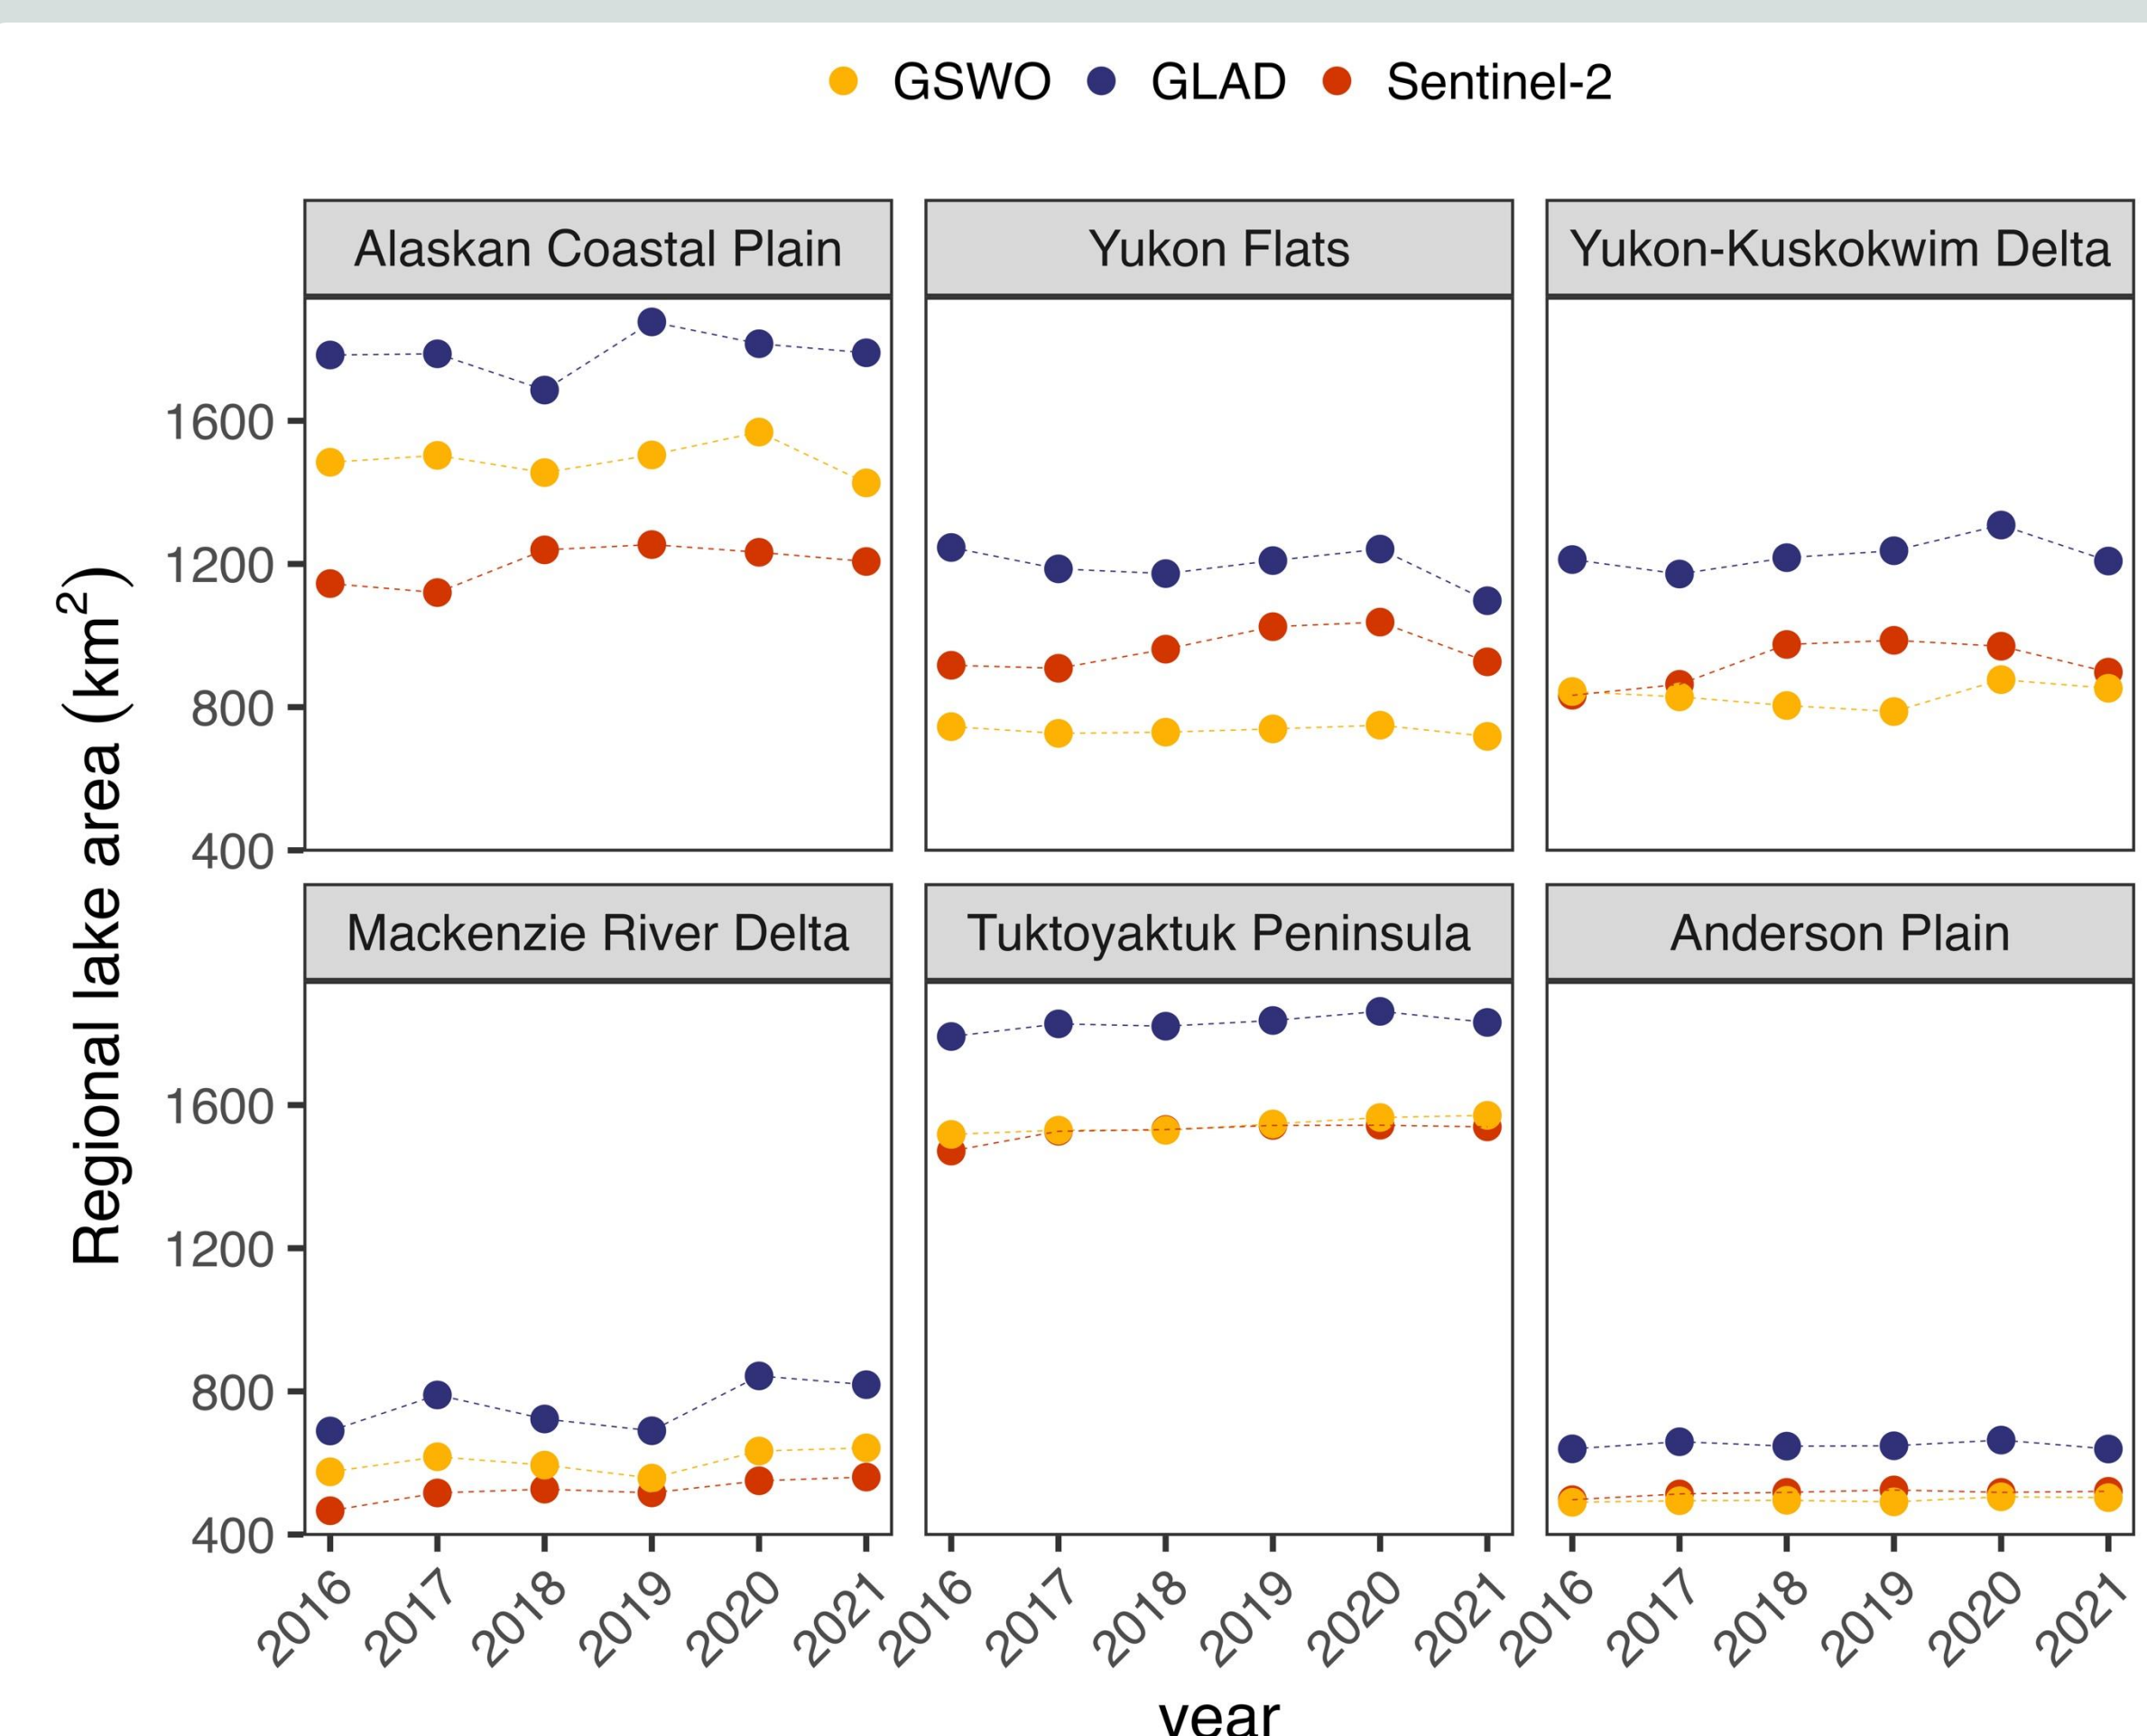 GSWO GLAD Sentinel-2
Alaskan Coastal Plain Yukon Flats Yukon-Kuskokwim Delta
1600
1200
800
400
Regional lake area (km²)
Mackenzie River Delta Tuktoyaktuk Peninsula Anderson Plain
1600
1200
800
400
2016 2017 2018 2019 2020 2021 2016 2017 2018 2019 2020 2021 2016 2017 2018 2019 2020 2021
year